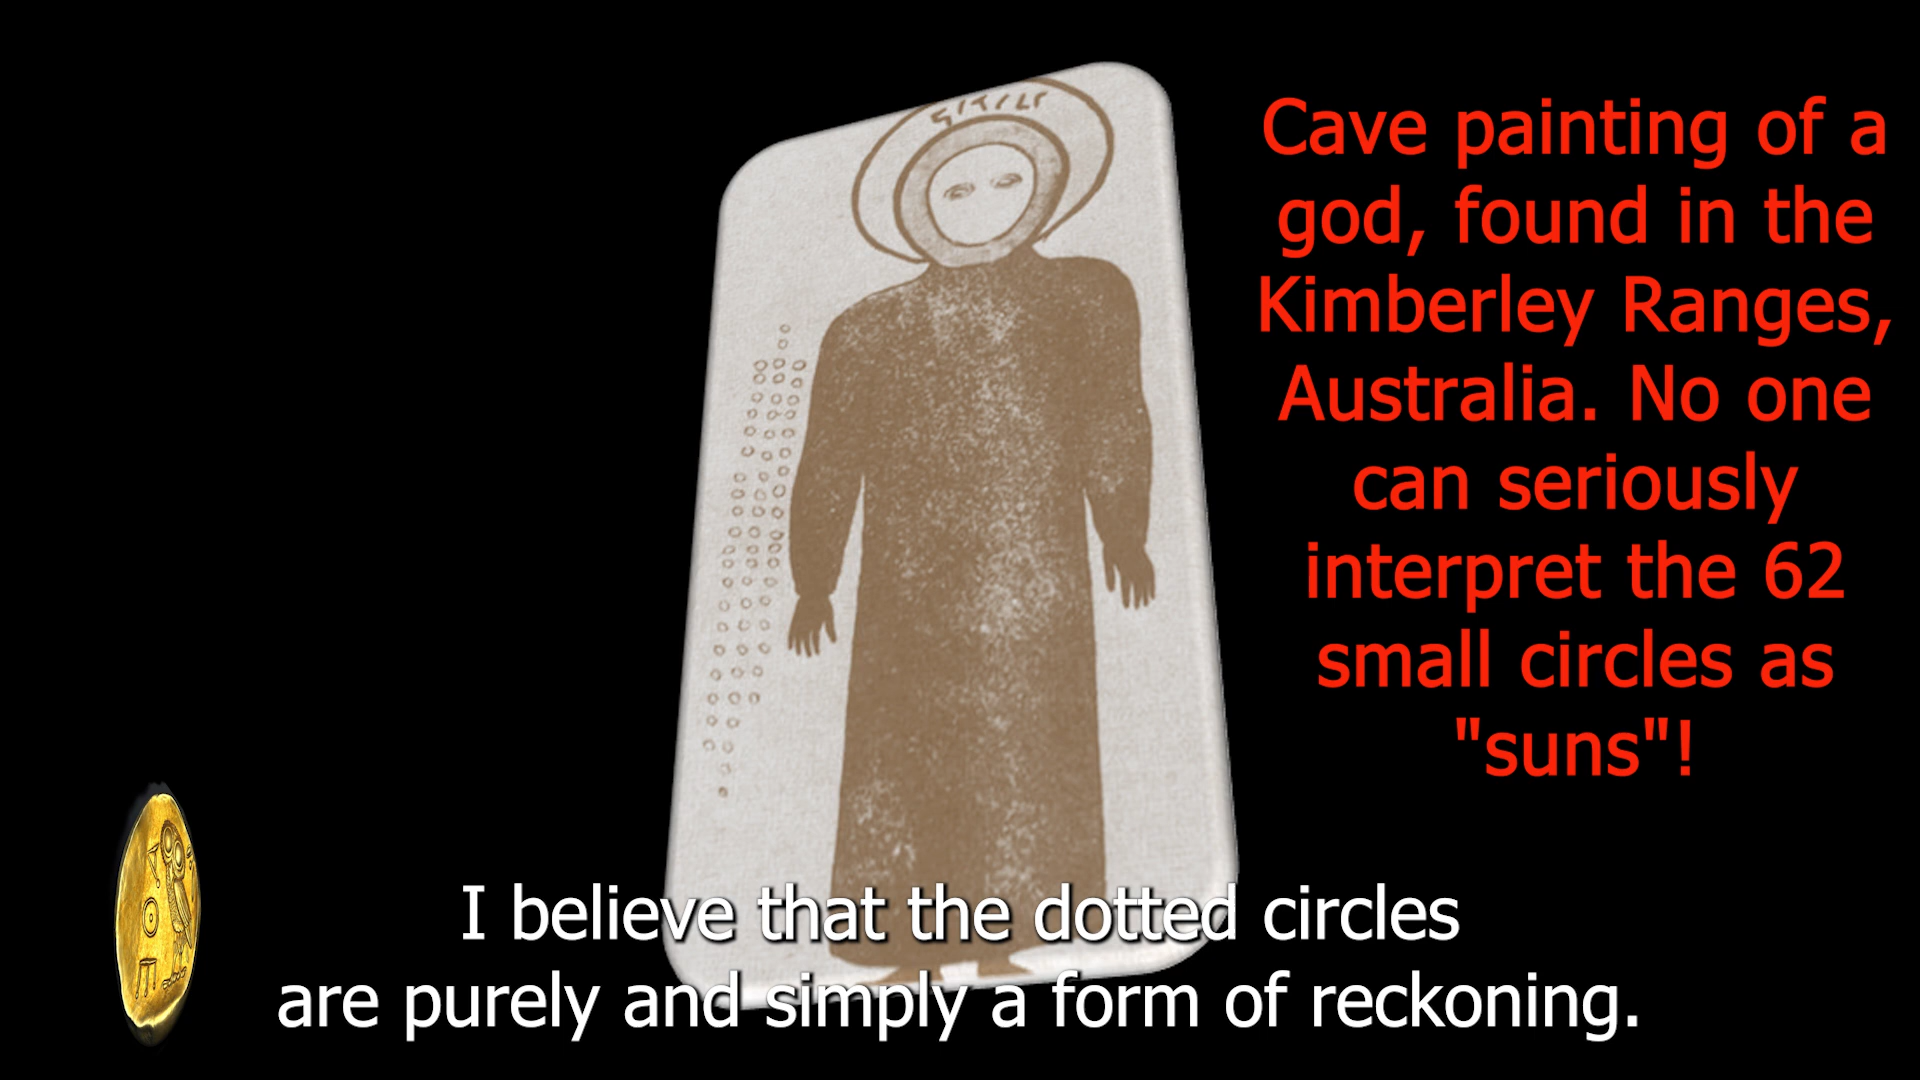 Cave painting of a
god, found in the
Kimberley Ranges,
Australia. No one
can seriously
interpret the 62
small circles as
"suns"!
I believe that the dotted circles
are purely and simply a form of reckoning.